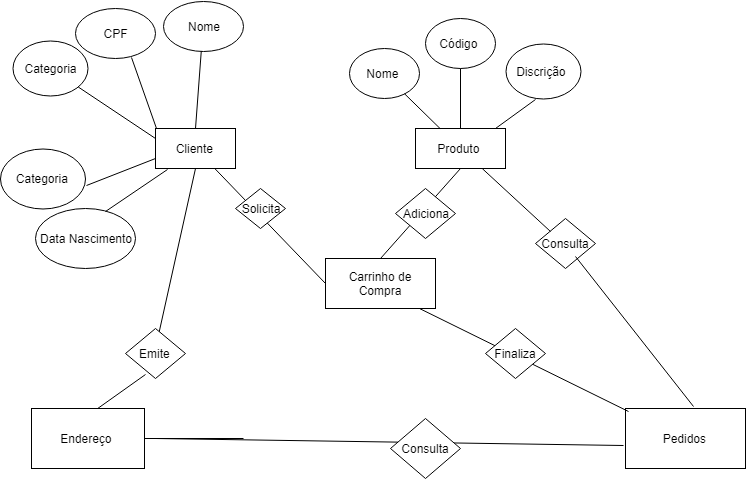 Nome
CPF
Código
Categoria
Nome
Discrição
Cliente
Produto
Categoria
Solicita
Adiciona
Data Nascimento
Consulta
Carrinho de
Compra
Emite
Finaliza
Endereço
Pedidos
Consulta